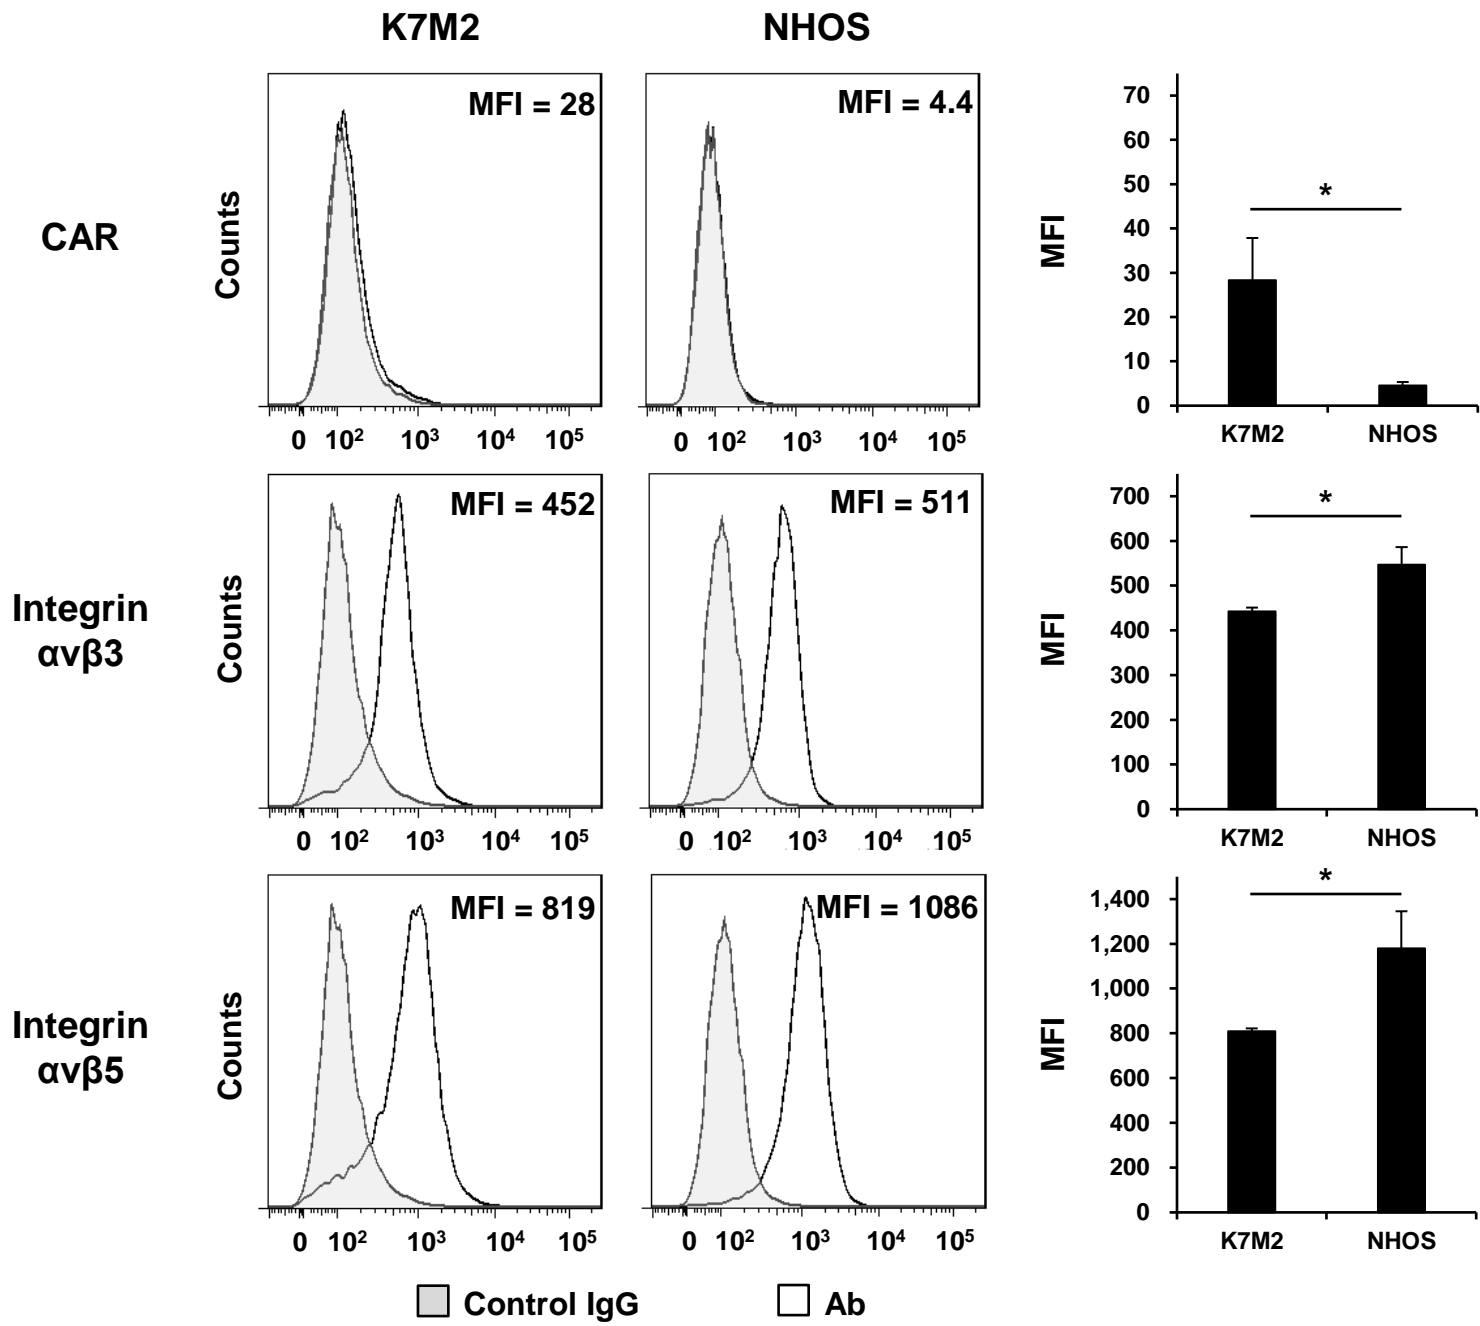 K7M2 NHOS
CAR
Counts
MFI = 28
0 10² 10³ 10⁴ 10⁵
MFI = 4.4
0 10² 10³ 10⁴ 10⁵
MFI
70
60
50
40
30
20
10
0
*
K7M2 NHOS
Integrin
αvβ3
Counts
MFI = 452
0 10² 10³ 10⁴ 10⁵
MFI = 511
0 10² 10³ 10⁴ 10⁵
MFI
700
600
500
400
300
200
100
0
*
K7M2 NHOS
Integrin
αvβ5
Counts
MFI = 819
0 10² 10³ 10⁴ 10⁵
MFI = 1086
0 10² 10³ 10⁴ 10⁵
MFI
1,400
1,200
1,000
800
600
400
200
0
*
K7M2 NHOS
Control IgG Ab